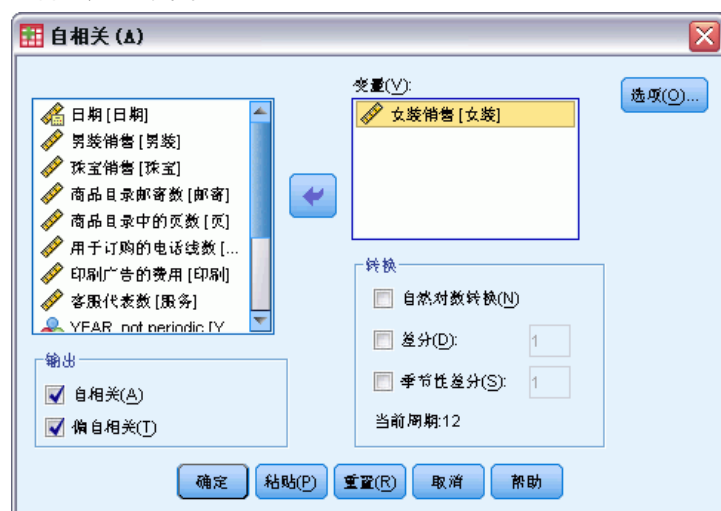 自相关 (A)
变量(V):
选项(O)...
日期 [日期]
男装销售 [男装]
珠宝销售 [珠宝]
商品目录邮寄数 [邮寄]
商品目录中的页数 [页]
用于订购的电话线数 [...
印刷广告的费用 [印刷]
客服代表数 [服务]
YEAR, not periodic [Y...
女装销售 [女装]
转换
自然对数转换(N)
差分(D): 1
季节性差分(S): 1
当前周期:12
输出
自相关(A)
偏自相关(T)
确定 粘贴(P) 重置(R) 取消 帮助